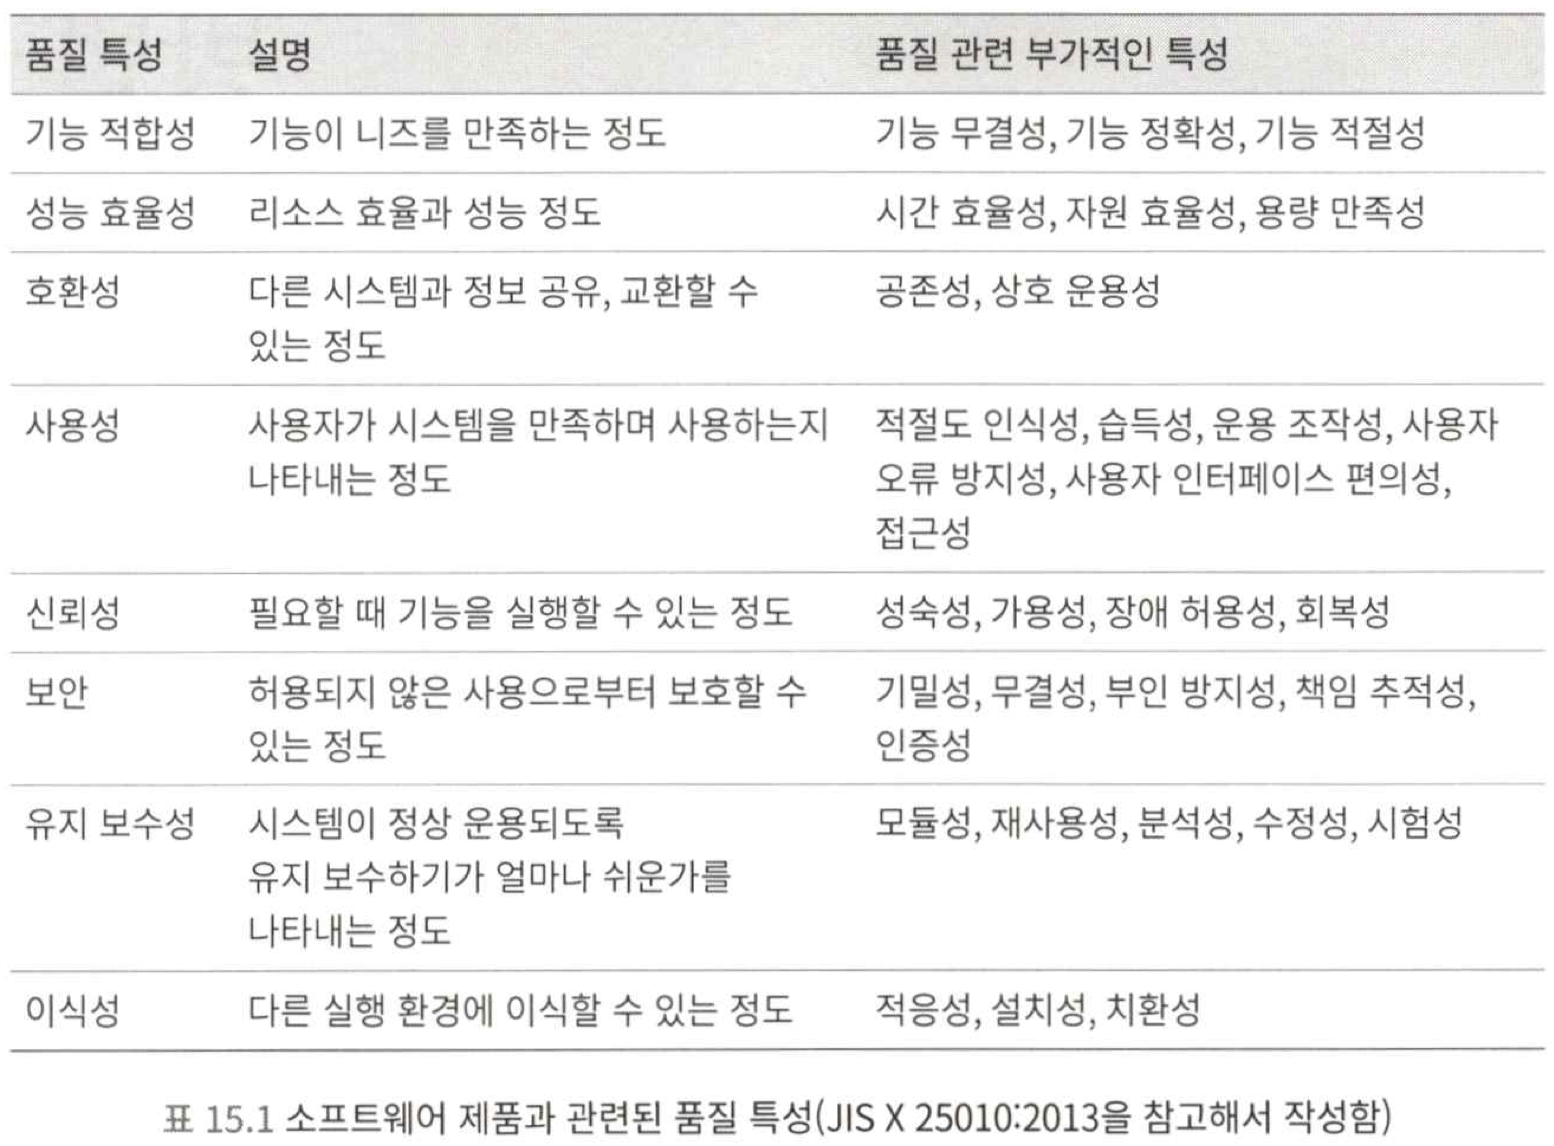 품질 특성 설명 품질 관련 부가적인 특성
기능 적합성 기능이 니즈를 만족하는 정도 기능 무결성, 기능 정확성, 기능 적절성
성능 효율성 리소스 효율과 성능 정도 시간 효율성, 자원 효율성, 용량 만족성
호환성 다른 시스템과 정보 공유, 교환할 수 공존성, 상호 운용성
있는 정도
사용성 사용자가 시스템을 만족하며 사용하는지 적절도 인식성, 습득성, 운용 조작성, 사용자
나타내는 정도 오류 방지성, 사용자 인터페이스 편의성,
접근성
신뢰성 필요할 때 기능을 실행할 수 있는 정도 성숙성, 가용성, 장애 허용성, 회복성
보안 허용되지 않은 사용으로부터 보호할 수 기밀성, 무결성, 부인 방지성, 책임 추적성,
있는 정도 인증성
유지 보수성 시스템이 정상 운용되도록 모듈성, 재사용성, 분석성, 수정성, 시험성
유지 보수하기가 얼마나 쉬운가를
나타내는 정도
이식성 다른 실행 환경에 이식할 수 있는 정도 적응성, 설치성, 치환성
표 15.1 소프트웨어 제품과 관련된 품질 특성(JIS X 25010:2013을 참고해서 작성함)